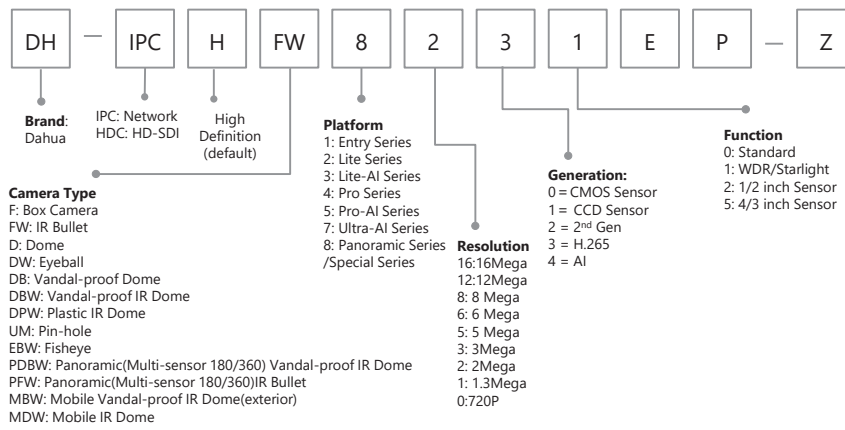 DH — IPC H FW 8 2 3 1 E P — Z
Brand:
Dahua
IPC: Network
HDC: HD-SDI
High
Definition
(default)
Camera Type
F: Box Camera
FW: IR Bullet
D: Dome
DW: Eyeball
DB: Vandal-proof Dome
DBW: Vandal-proof IR Dome
DPW: Plastic IR Dome
UM: Pin-hole
EBW: Fisheye
PDBW: Panoramic(Multi-sensor 180/360) Vandal-proof IR Dome
PFW: Panoramic(Multi-sensor 180/360)IR Bullet
MBW: Mobile Vandal-proof IR Dome(exterior)
MDW: Mobile IR Dome
Platform
1: Entry Series
2: Lite Series
3: Lite-AI Series
4: Pro Series
5: Pro-AI Series
7: Ultra-AI Series
8: Panoramic Series
/Special Series
Resolution
16:16Mega
12:12Mega
8: 8 Mega
6: 6 Mega
5: 5 Mega
3: 3Mega
2: 2Mega
1: 1.3Mega
0:720P
Generation:
0 = CMOS Sensor
1 = CCD Sensor
2 = 2nd Gen
3 = H.265
4 = AI
Function
0: Standard
1: WDR/Starlight
2: 1/2 inch Sensor
5: 4/3 inch Sensor